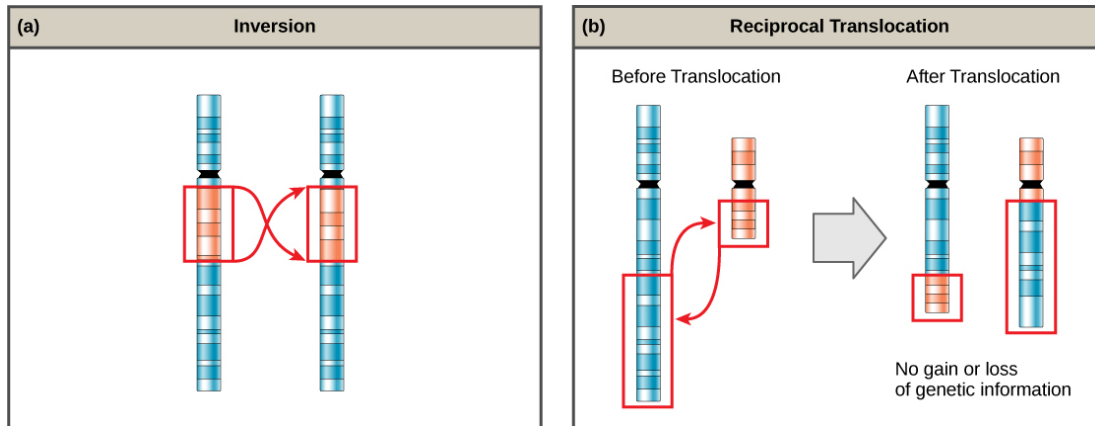 (a)
Inversion
(b)
Reciprocal Translocation
Before Translocation
After Translocation
No gain or loss
of genetic information